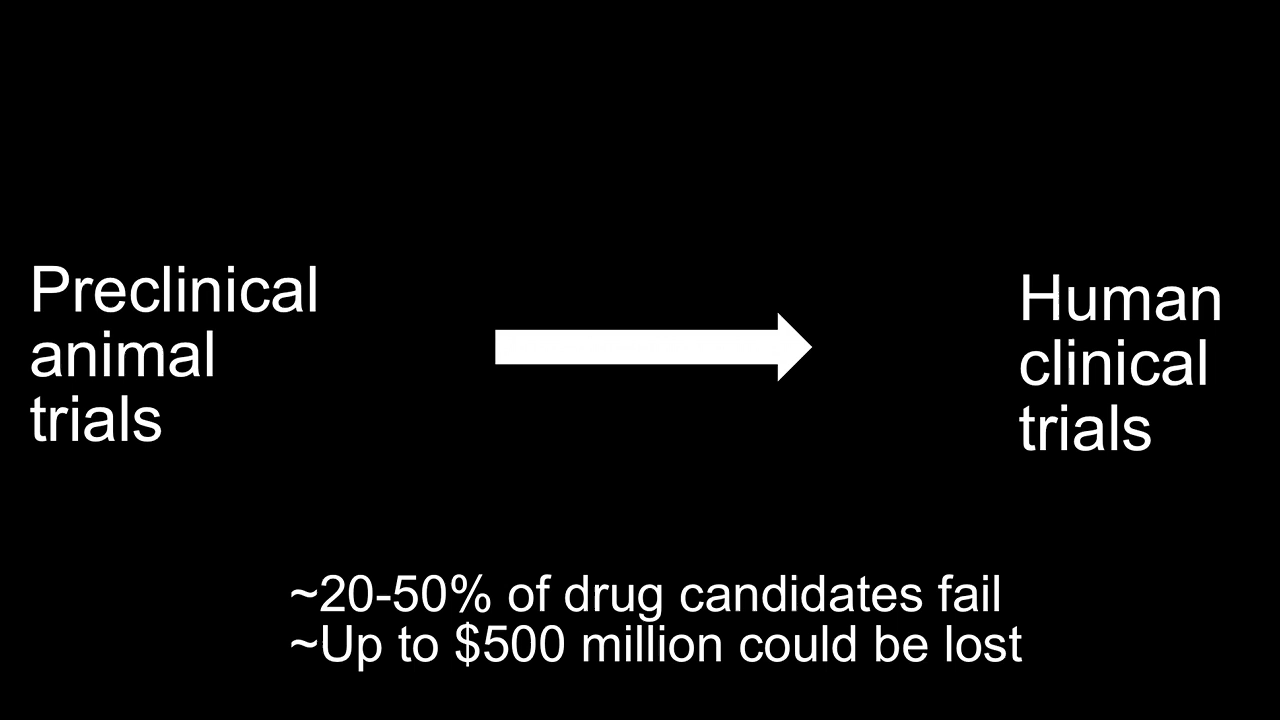 Preclinical
animal
trials
Human
clinical
trials
~20-50% of drug candidates fail
~Up to $500 million could be lost